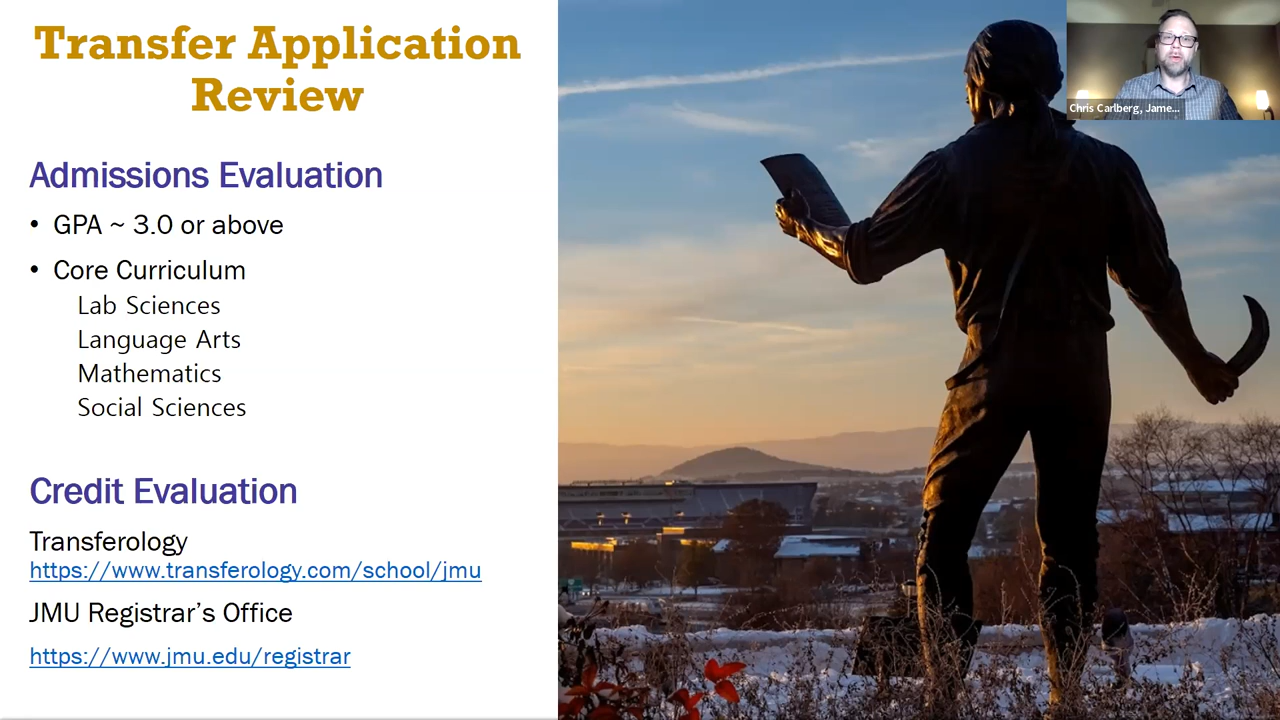 Transfer Application
Review
Admissions Evaluation
• GPA ~ 3.0 or above
• Core Curriculum
Lab Sciences
Language Arts
Mathematics
Social Sciences
Credit Evaluation
Transferology
https://www.transferology.com/school/jmu
JMU Registrar’s Office
https://www.jmu.edu/registrar
Chris Carlberg, Jame...